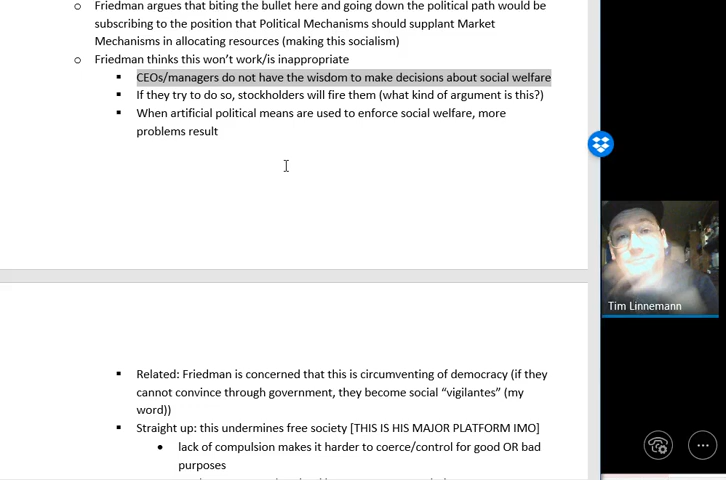 Friedman argues that biting the bullet here and going down the political path would be
subscribing to the position that Political Mechanisms should supplant Market
Mechanisms in allocating resources (making this socialism)
Friedman thinks this won't work/is inappropriate
CEOs/managers do not have the wisdom to make decisions about social welfare
If they try to do so, stockholders will fire them (what kind of argument is this?)
When artificial political means are used to enforce social welfare, more
problems result
Tim Linnemann
Related: Friedman is concerned that this is circumventing of democracy (if they
cannot convince through government, they become social “vigilantes” (my
word))
Straight up: this undermines free society [THIS IS HIS MAJOR PLATFORM IMO]
lack of compulsion makes it harder to coerce/control for good OR bad
purposes